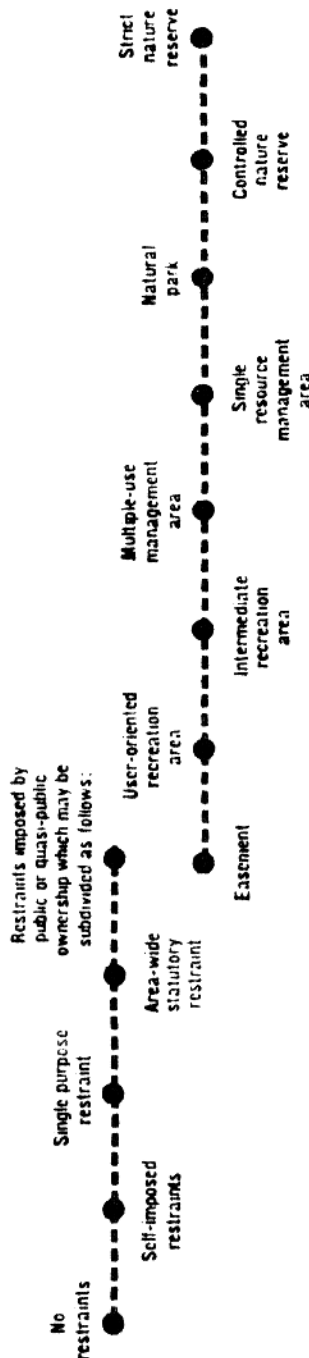 No
restraints
Self-imposed
restraints
Single purpose
restraint
Area-wide
statutory
restraint
Restraints imposed by
public or quasi-public
ownership which may be
subdivided as follows:
Easement
User-oriented
recreation
area
Intermediate
recreation
area
Multiple-use
management
area
Single
resource
management
area
Natural
park
Controlled
nature
reserve
Strict
nature
reserve